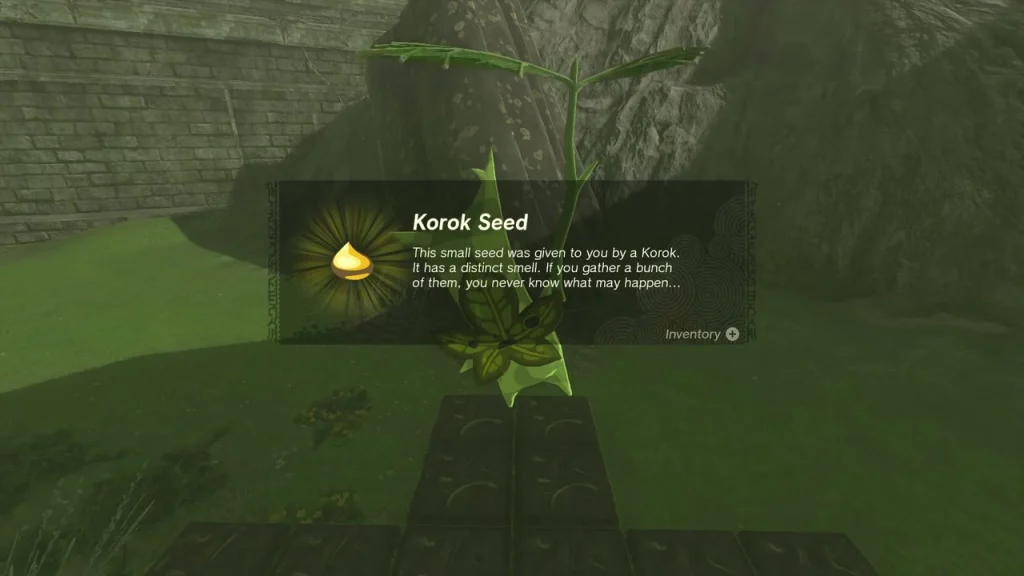 Korok Seed
This small seed was given to you by a Korok.
It has a distinct smell. If you gather a bunch
of them, you never know what may happen...
Inventory